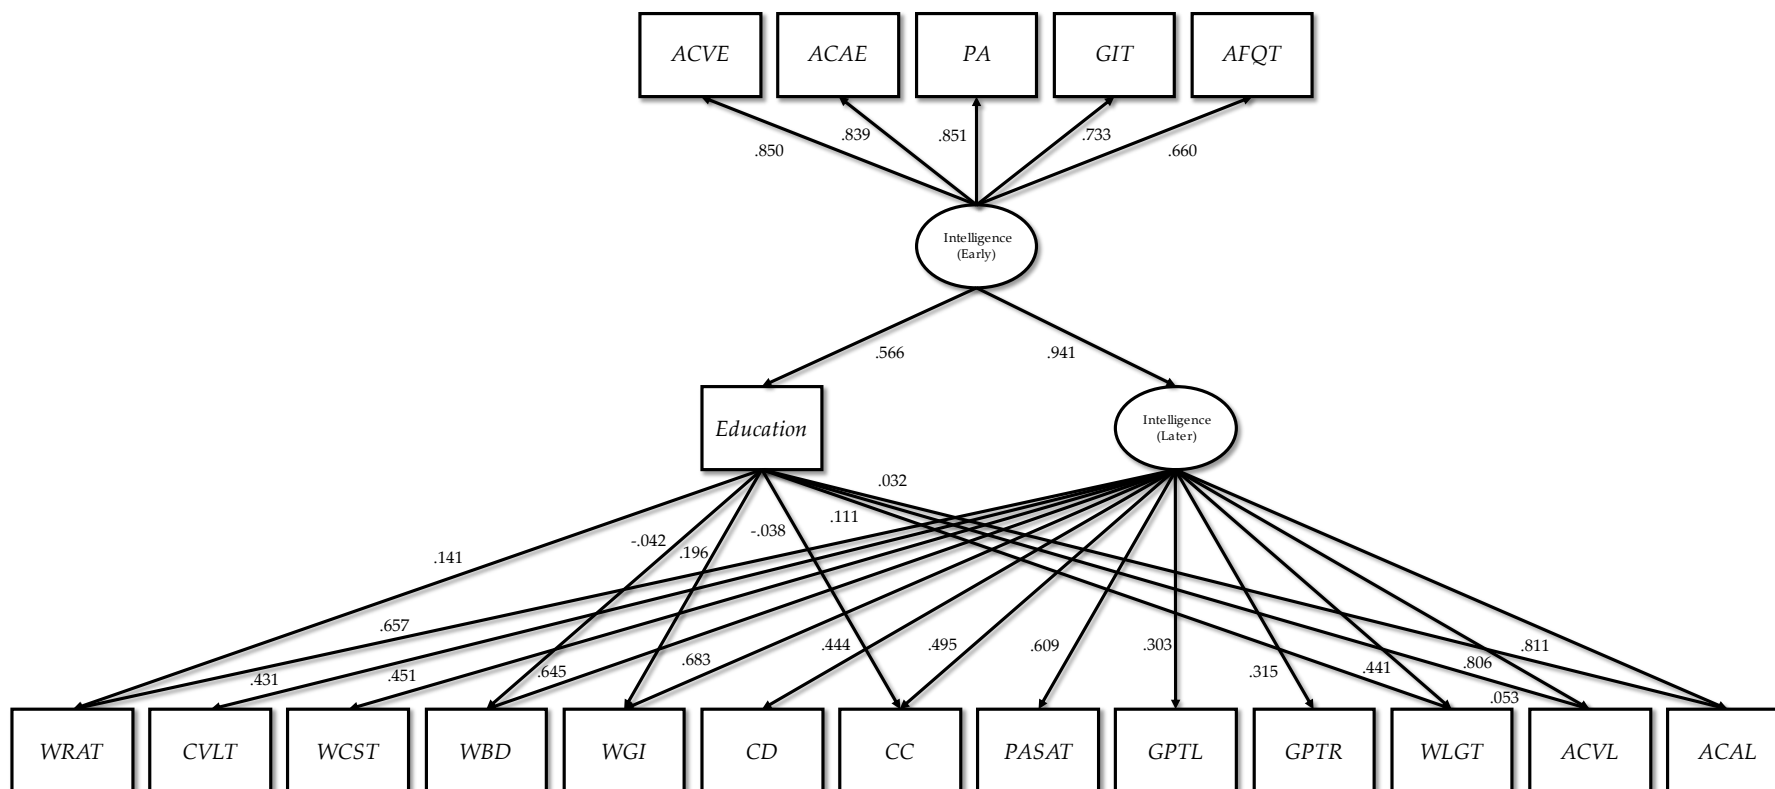 ACVE ACAE PA GIT AFQT
.839 .851 .733
.850 .660
Intelligence
(Early)
.566 .941
Education
Intelligence
(Later)
.032
.111
-.042 .196 -.038
.141
.657
.431 .451 .645 .683 .444 .495 .609 .303 .315 .441 .806 .811
.053
WRAT CVLT WCST WBD WGI CD CC PASAT GPTL GPTR WLGT ACVL ACAL